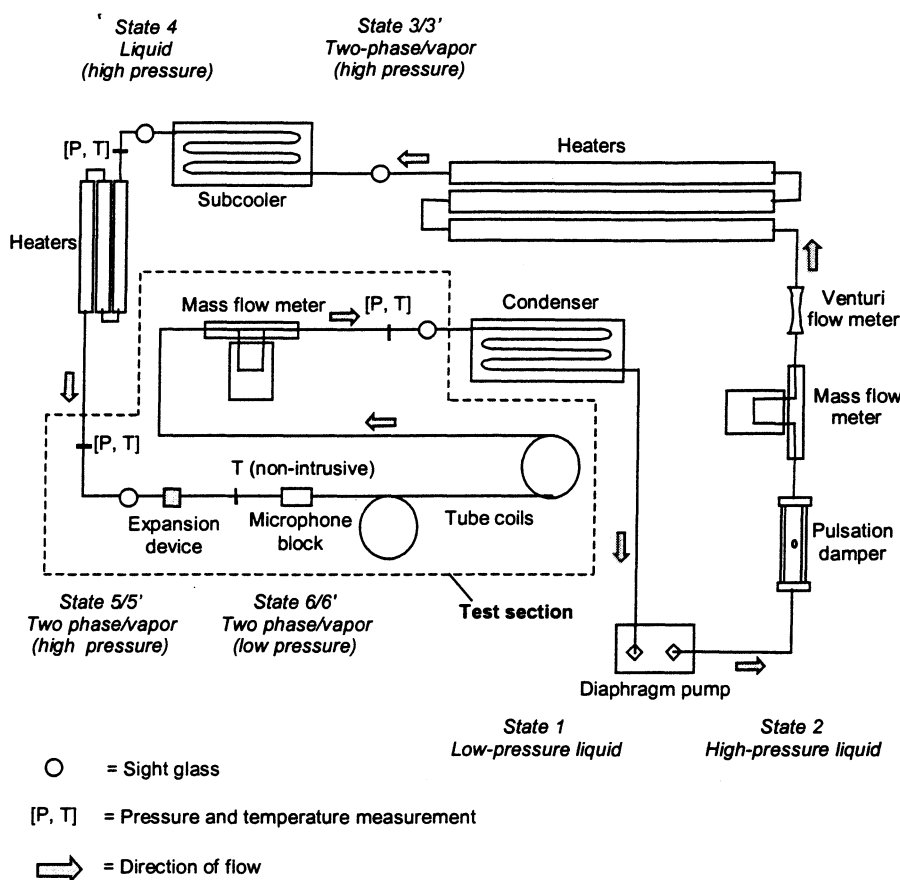 State 4
Liquid
(high pressure)
State 3/3'
Two-phase/vapor
(high pressure)
[P, T]
Subcooler
Heaters
Heaters
Mass flow meter
[P, T]
Condenser
Venturi
flow meter
Mass flow
meter
[P, T]
T (non-intrusive)
Expansion
device
Microphone
block
Tube coils
Pulsation
damper
State 5/5'
Two phase/vapor
(high pressure)
State 6/6'
Two phase/vapor
(low pressure)
Test section
Diaphragm pump
State 1
Low-pressure liquid
State 2
High-pressure liquid
= Sight glass
[P, T] = Pressure and temperature measurement
= Direction of flow